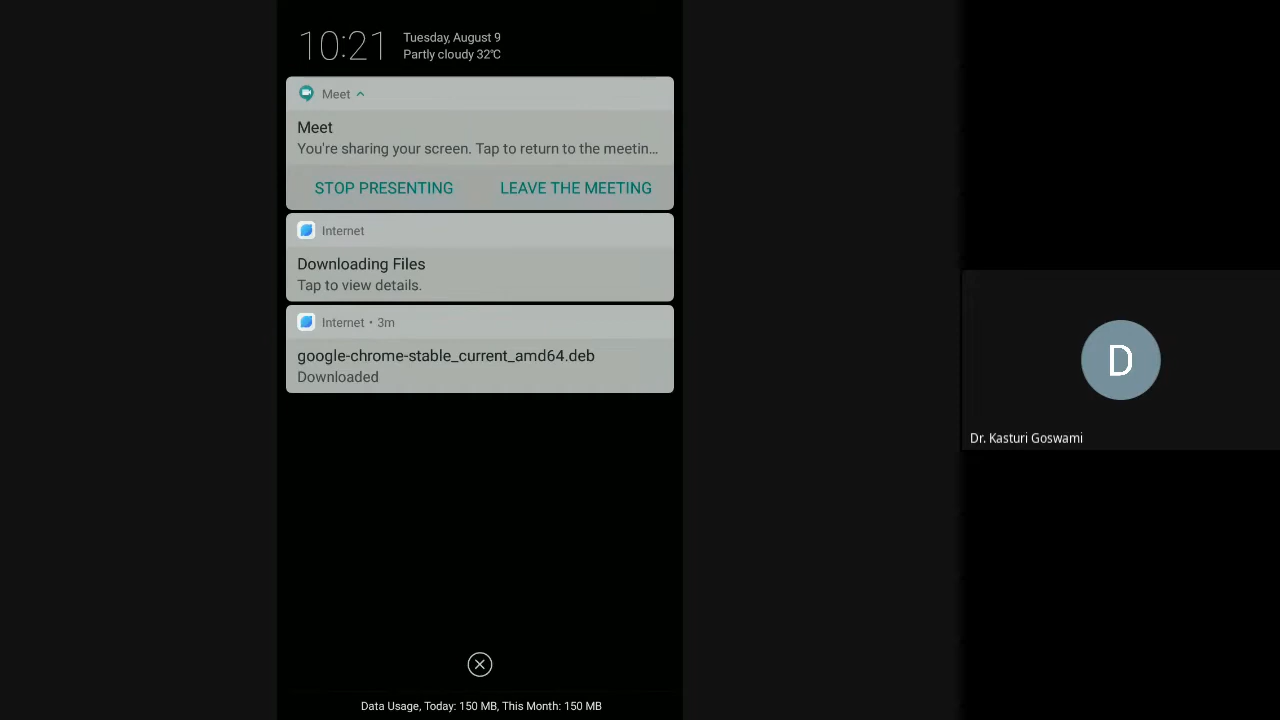 10:21
Tuesday, August 9
Partly cloudy 32°C
Meet
Meet
You're sharing your screen. Tap to return to the meetin…
STOP PRESENTING LEAVE THE MEETING
Internet
Downloading Files
Tap to view details.
Internet • 3m
google-chrome-stable_current_amd64.deb
Downloaded
Data Usage, Today: 150 MB, This Month: 150 MB
D
Dr. Kasturi Goswami